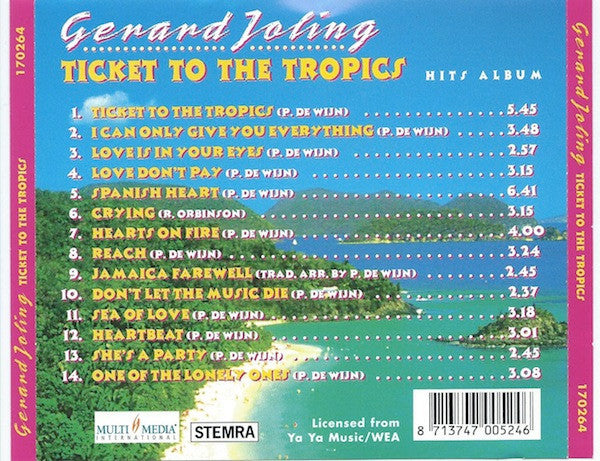 Gerard Joling
TICKET TO THE TROPICS HITS ALBUM
1. TICKET TO THE TROPICS (P. DE WIJN) 5.45
2. I CAN ONLY GIVE YOU EVERYTHING (P. DE WIJN) 3.48
3. LOVE IS IN YOUR EYES (P. DE WIJN) 2.57
4. LOVE DON'T PAY (P. DE WIJN) 3.15
5. SPANISH HEART (P. DE WIJN) 6.41
6. CRYING (R. ORBINSON) 3.15
7. HEARTS ON FIRE (P. DE WIJN) 4.00
8. REACH (P. DE WIJN) 3.24
9. JAMAICA FAREWELL (TRAD. ARR. BY P. DE WIJN) 2.45
10. DON'T LET THE MUSIC DIE (P. DE WIJN) 2.37
11. SEA OF LOVE (P. DE WIJN) 3.18
12. HEARTBEAT (P. DE WIJN) 3.01
13. SHE'S A PARTY (P. DE WIJN) 2.45
14. ONE OF THE LONELY ONES (P. DE WIJN) 3.08
MULTI MEDIA
INTERNATIONAL
STEMRA
Licensed from
Ya Ya Music/WEA
8 713747 005246
Gerard Joling TICKET TO THE TROPICS 170264
Gerard Joling TICKET TO THE TROPICS 170264